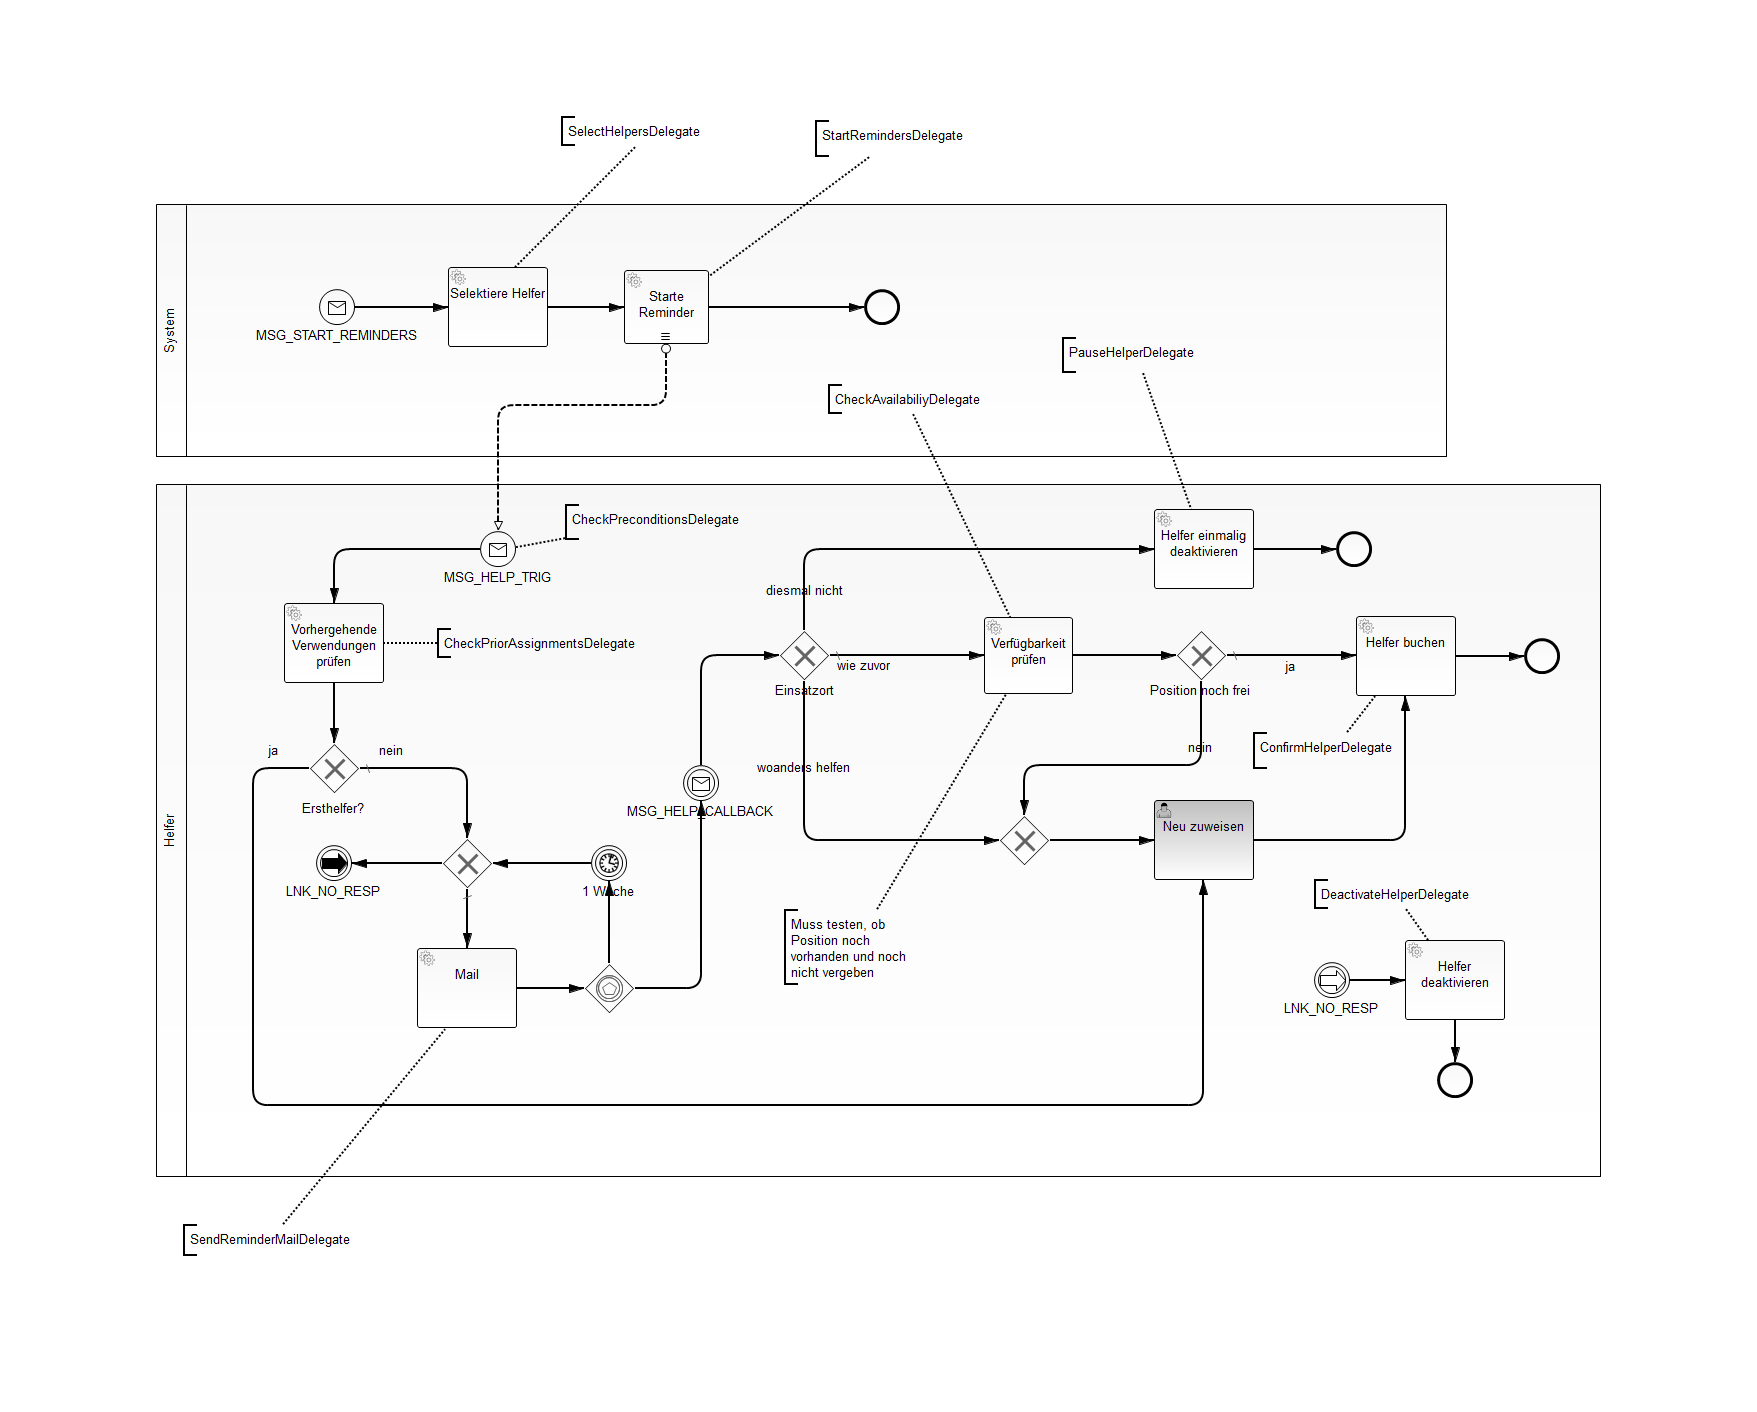 SelectHelpersDelegate
StartRemindersDelegate
System
Selektiere Helfer
Starte
Reminder
MSG_START_REMINDERS
PauseHelperDelegate
CheckAvailabiliyDelegate
Helfer
CheckPreconditionsDelegate
MSG_HELP_TRIG
Helfer einmalig
deaktivieren
diesmal nicht
Vorhergehende
Verwendungen
prüfen
CheckPriorAssignmentsDelegate
Verfügbarkeit
prüfen
Helfer buchen
wie zuvor
ja
Einsatzort
Position noch frei
ja
nein
nein
ConfirmHelperDelegate
woanders helfen
Ersthelfer?
MSG_HELP_CALLBACK
Neu zuweisen
LNK_NO_RESP
1 Woche
DeactivateHelperDelegate
Muss testen, ob
Position noch
vorhanden und noch
nicht vergeben
Mail
Helfer
deaktivieren
LNK_NO_RESP
SendReminderMailDelegate